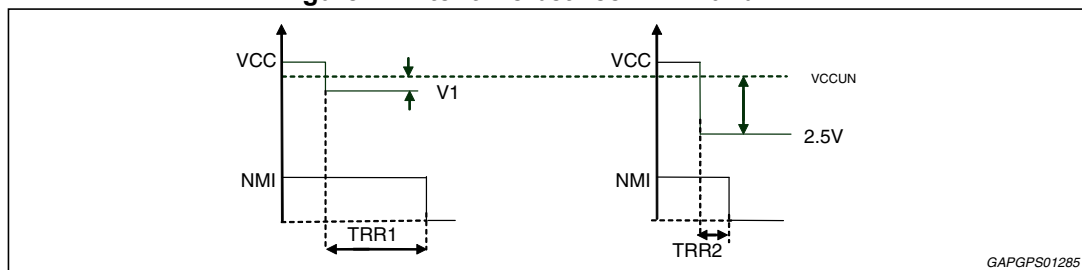 VCC
VCC
VCCUN
V1
2.5V
NMI
NMI
TRR1
TRR2
GAPGPS01285